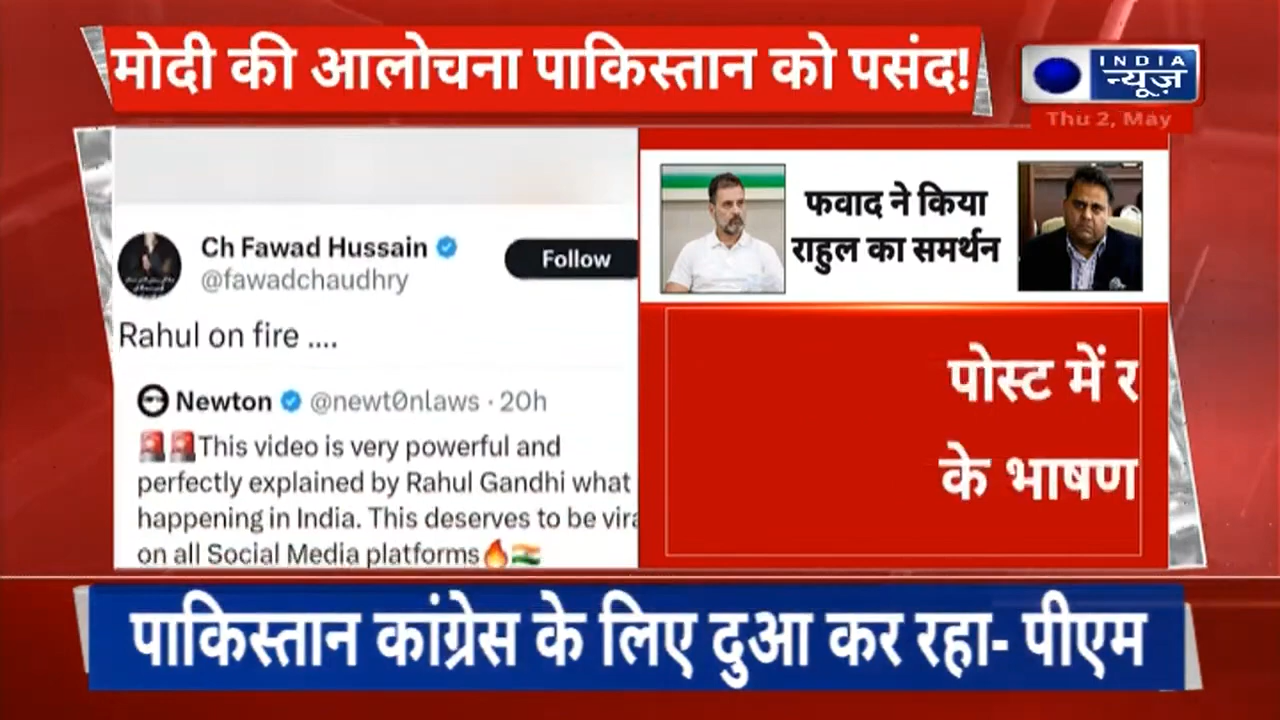 मोदी की आलोचना पाकिस्तान को पसंद!
INDIA
न्यूज़
Thu 2, May
Ch Fawad Hussain
@fawadchaudhry
Follow
Rahul on fire ....
Newton @newt0nlaws · 20h
🚨🚨This video is very powerful and
perfectly explained by Rahul Gandhi what
happening in India. This deserves to be vira
on all Social Media platforms🔥🇮🇳
फवाद ने किया
राहुल का समर्थन
पोस्ट में र
के भाषण
पाकिस्तान कांग्रेस के लिए दुआ कर रहा- पीएम